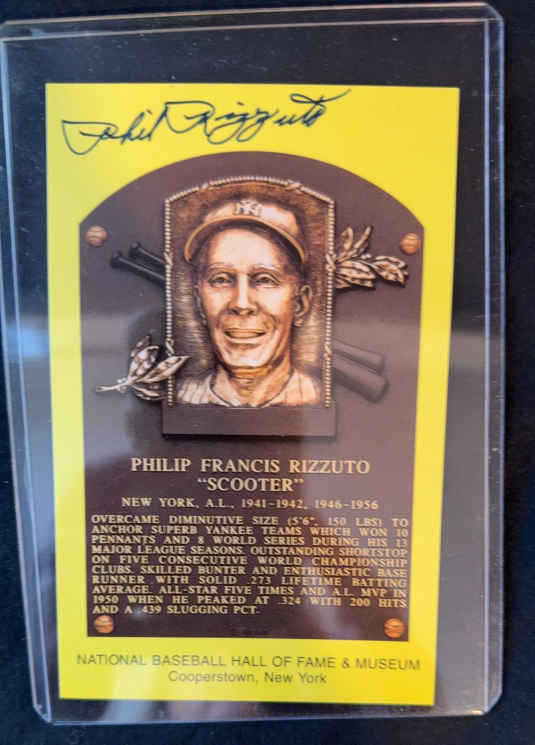 Phil Rizzuto
NY
PHILIP FRANCIS RIZZUTO
"SCOOTER"
NEW YORK, A.L., 1941-1942, 1946-1956
OVERCAME DIMINUTIVE SIZE (5'6", 150 LBS) TO
ANCHOR SUPERB YANKEE TEAMS WHICH WON 10
PENNANTS AND 8 WORLD SERIES DURING HIS 13
MAJOR LEAGUE SEASONS. OUTSTANDING SHORTSTOP
ON FIVE CONSECUTIVE WORLD CHAMPIONSHIP
CLUBS. SKILLED BUNTER AND ENTHUSIASTIC BASE
RUNNER WITH SOLID .273 LIFETIME BATTING
AVERAGE. ALL-STAR FIVE TIMES AND A.L. MVP IN
1950 WHEN HE PEAKED AT .324 WITH 200 HITS
AND A .439 SLUGGING PCT.
NATIONAL BASEBALL HALL OF FAME & MUSEUM
Cooperstown, New York